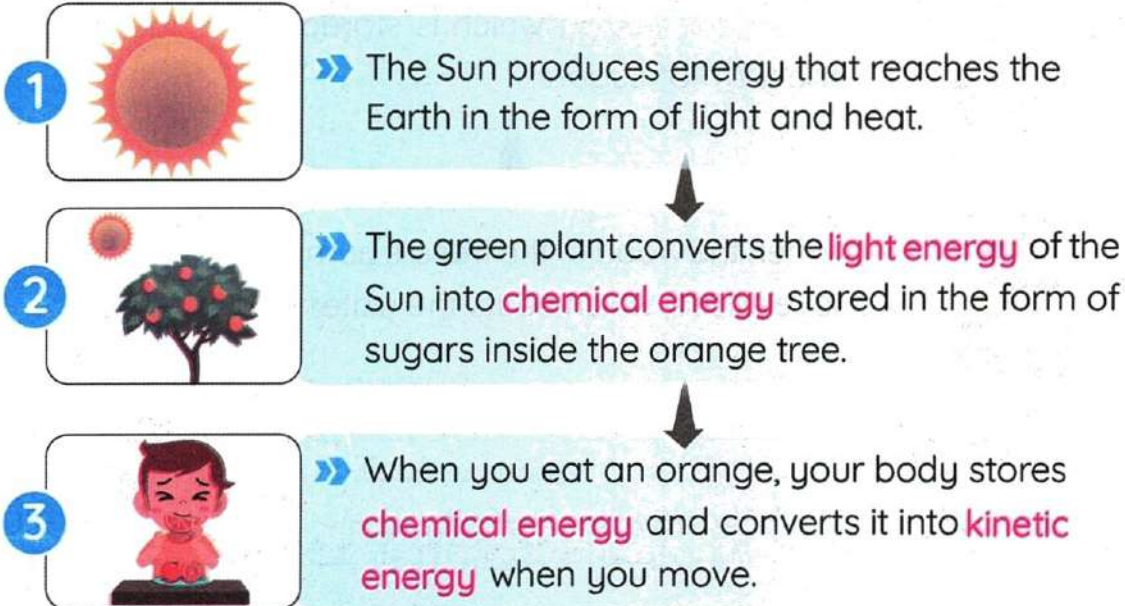 1
» The Sun produces energy that reaches the
Earth in the form of light and heat.
2
» The green plant converts the light energy of the
Sun into chemical energy stored in the form of
sugars inside the orange tree.
3
» When you eat an orange, your body stores
chemical energy and converts it into kinetic
energy when you move.